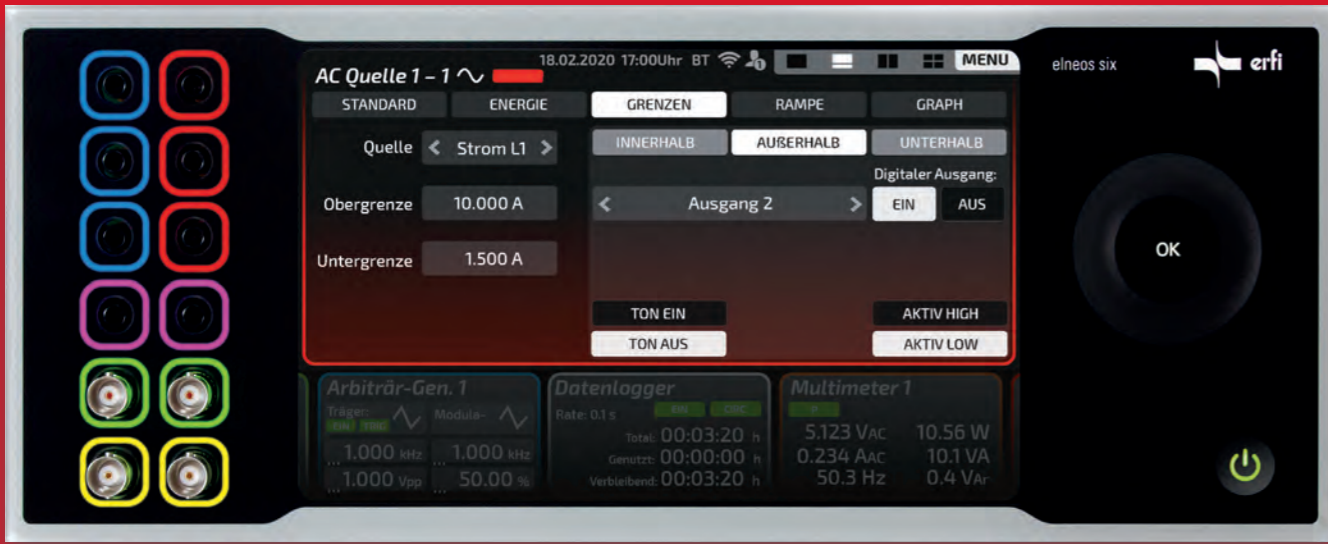 18.02.2020 17:00Uhr BT MENU
AC Quelle 1 – 1
STANDARD ENERGIE GRENZEN RAMPE GRAPH
Quelle < Strom L1 > INNERHALB AUßERHALB UNTERHALB
Digitaler Ausgang:
Obergrenze 10.000 A < Ausgang 2 > EIN AUS
Untergrenze 1.500 A
TON EIN AKTIV HIGH
TON AUS AKTIV LOW
Arbiträr-Gen. 1
Träger: Modula-
1.000 kHz 1.000 kHz
1.000 Vpp 50.00 %
Datenlogger
Rate: 0.1 s EIN
Total: 00:03:20 h
Genutzt: 00:00:00 h
Verbleibend: 00:03:20 h
Multimeter 1
P
5.123 VAC 10.56 W
0.234 AAC 10.1 VA
50.3 Hz 0.4 VAr
elneos six erfi
OK